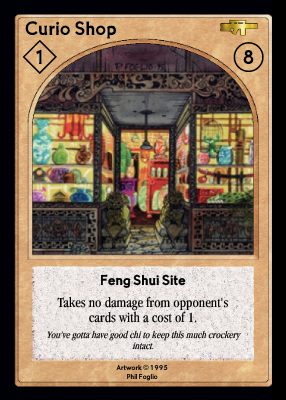 Curio Shop
1
8
Feng Shui Site
Takes no damage from opponent's
cards with a cost of 1.
You've gotta have good chi to keep this much crockery
intact.
Artwork © 1995
Phil Foglio